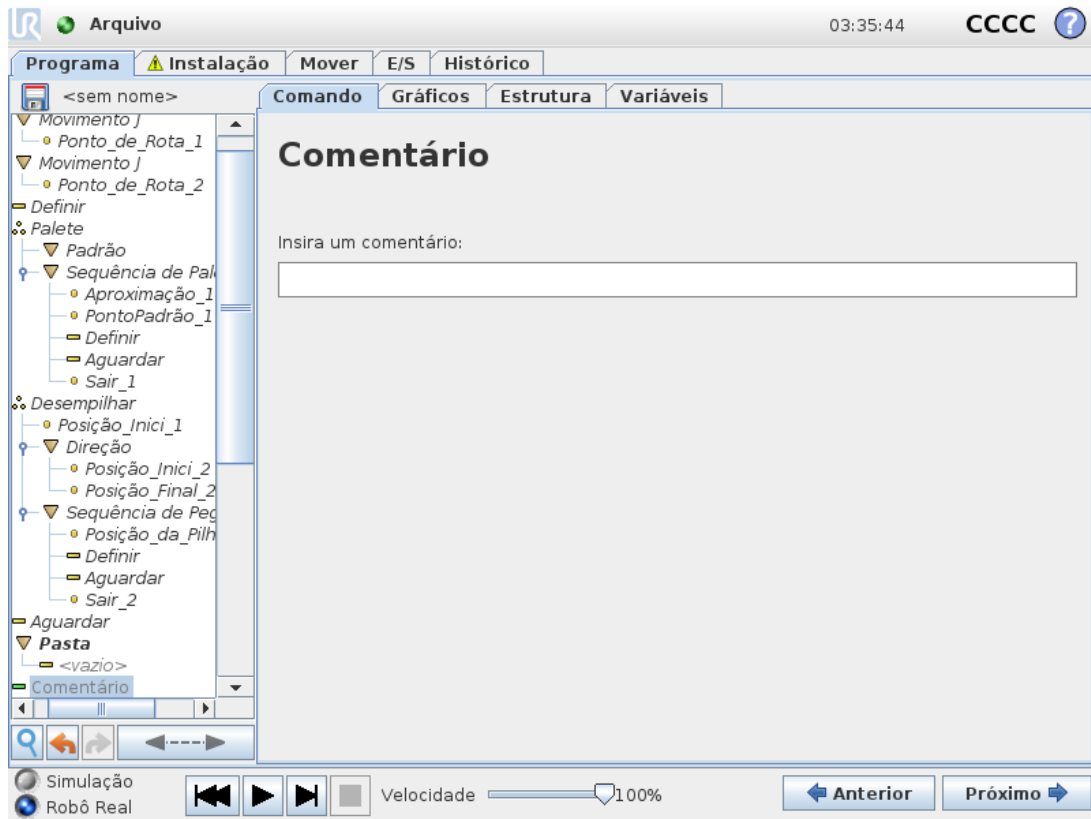 Arquivo
03:35:44
CCCC
?
Programa
Instalação
Mover
E/S
Histórico
<sem nome>
Comando
Gráficos
Estrutura
Variáveis
Movimento J
Ponto_de_Rota_1
Movimento J
Ponto_de_Rota_2
Definir
Palete
Padrão
Sequência de Pal
Aproximação_1
PontoPadrão_1
Definir
Aguardar
Sair_1
Desempilhar
Posição_Inici_1
Direção
Posição_Inici_2
Posição_Final_2
Sequência de Peg
Posição_da_Pilh
Definir
Aguardar
Sair_2
Aguardar
Pasta
<vazio>
Comentário
Comentário
Insira um comentário:
Simulação
Robô Real
Velocidade
100%
Anterior
Próximo